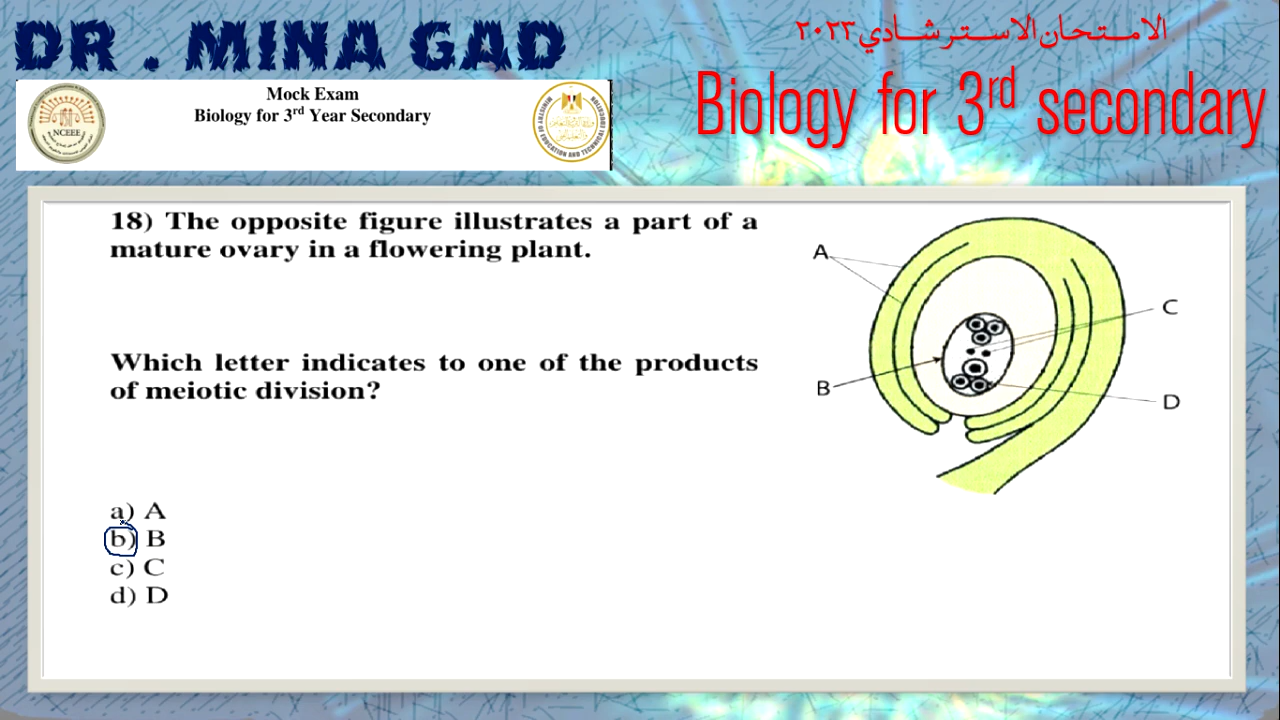 DR . MINA GAD
الامتحان الاسترشادي ٢٠٢٣
Biology for 3rd secondary
Mock Exam
Biology for 3rd Year Secondary
NCEEE
18) The opposite figure illustrates a part of a
mature ovary in a flowering plant.
Which letter indicates to one of the products
of meiotic division?
a) A
b) B
c) C
d) D
A
B
C
D